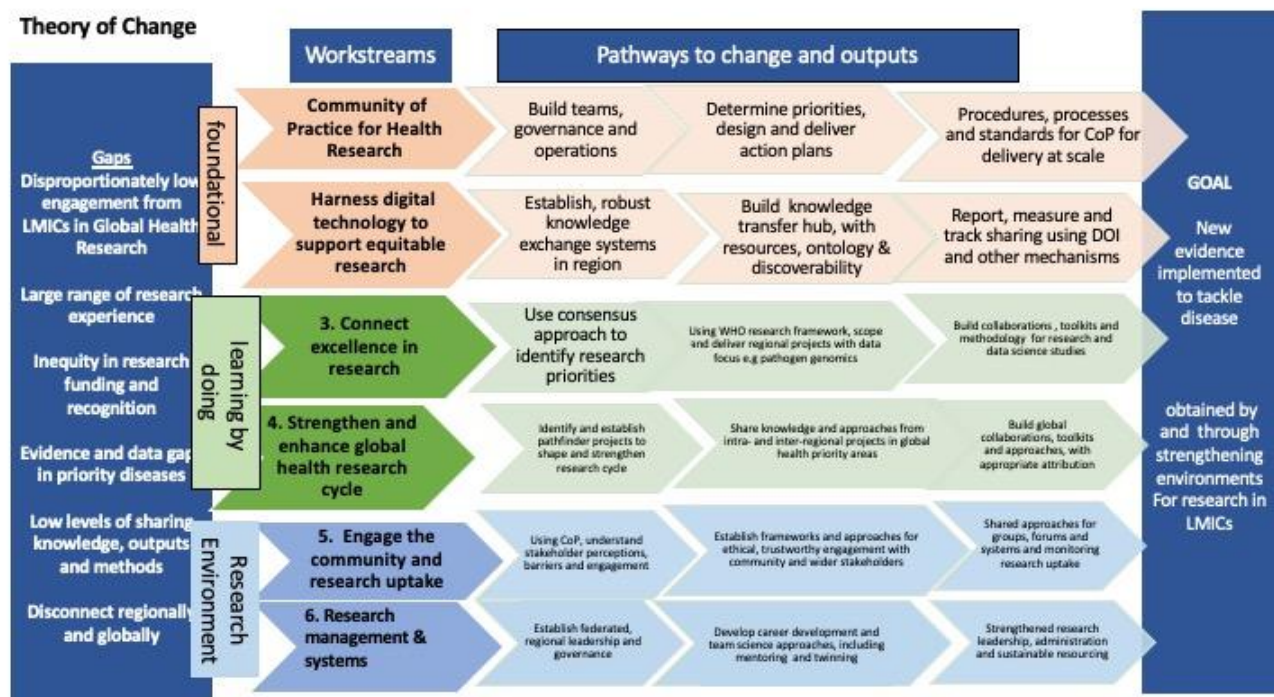 Theory of Change
Workstreams
Pathways to change and outputs
Gaps
Disproportionately low
engagement from
LMICs in Global Health
Research
Large range of research
experience
Inequity in research
funding and
recognition
Evidence and data gap
in priority diseases
Low levels of sharing
knowledge, outputs
and methods
Disconnect regionally
and globally
foundational
Community of
Practice for Health
Research
Build teams,
governance and
operations
Determine priorities,
design and deliver
action plans
Procedures, processes
and standards for CoP for
delivery at scale
Harness digital
technology to
support equitable
research
Establish, robust
knowledge
exchange systems
in region
Build knowledge
transfer hub, with
resources, ontology &
discoverability
Report, measure and
track sharing using DOI
and other mechanisms
learning by
doing
3. Connect
excellence in
research
Use consensus
approach to
identify research
priorities
Using WHO research framework, scope
and deliver regional projects with data
focus e.g pathogen genomics
Build collaborations , toolkits and
methodology for research and
data science studies
4. Strengthen and
enhance global
health research
cycle
Identify and establish
pathfinder projects to
shape and strengthen
research cycle
Share knowledge and approaches from
intra- and inter-regional projects in global
health priority areas
Build global
collaborations, toolkits
and approaches, with
appropriate attribution
Research
Environment
5. Engage the
community and
research uptake
Using CoP, understand
stakeholder perceptions,
barriers and engagement
Establish frameworks and approaches for
ethical, trustworthy engagement with
community and wider stakeholders
Shared approaches for
groups, forums and
systems and monitoring
research uptake
6. Research
management &
systems
Establish federated,
regional leadership and
governance
Develop career development and
team science approaches, including
mentoring and twinning
Strengthened research
leadership, administration
and sustainable resourcing
GOAL
New
evidence
implemented
to tackle
disease
obtained by
and through
strengthening
environments
For research in
LMICs